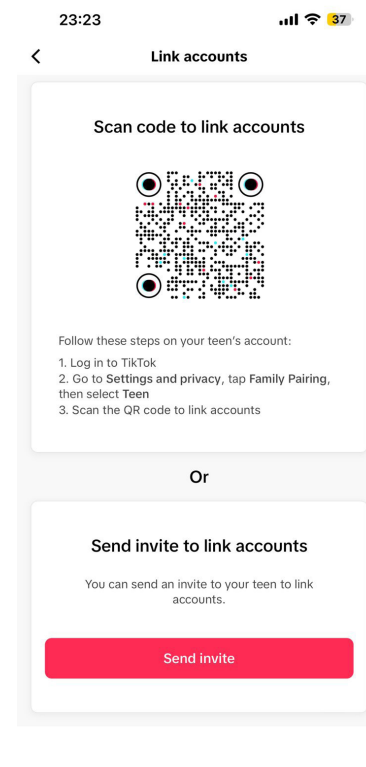 23:23
37
Link accounts
Scan code to link accounts
Follow these steps on your teen's account:
1. Log in to TikTok
2. Go to Settings and privacy, tap Family Pairing,
then select Teen
3. Scan the QR code to link accounts
Or
Send invite to link accounts
You can send an invite to your teen to link
accounts.
Send invite